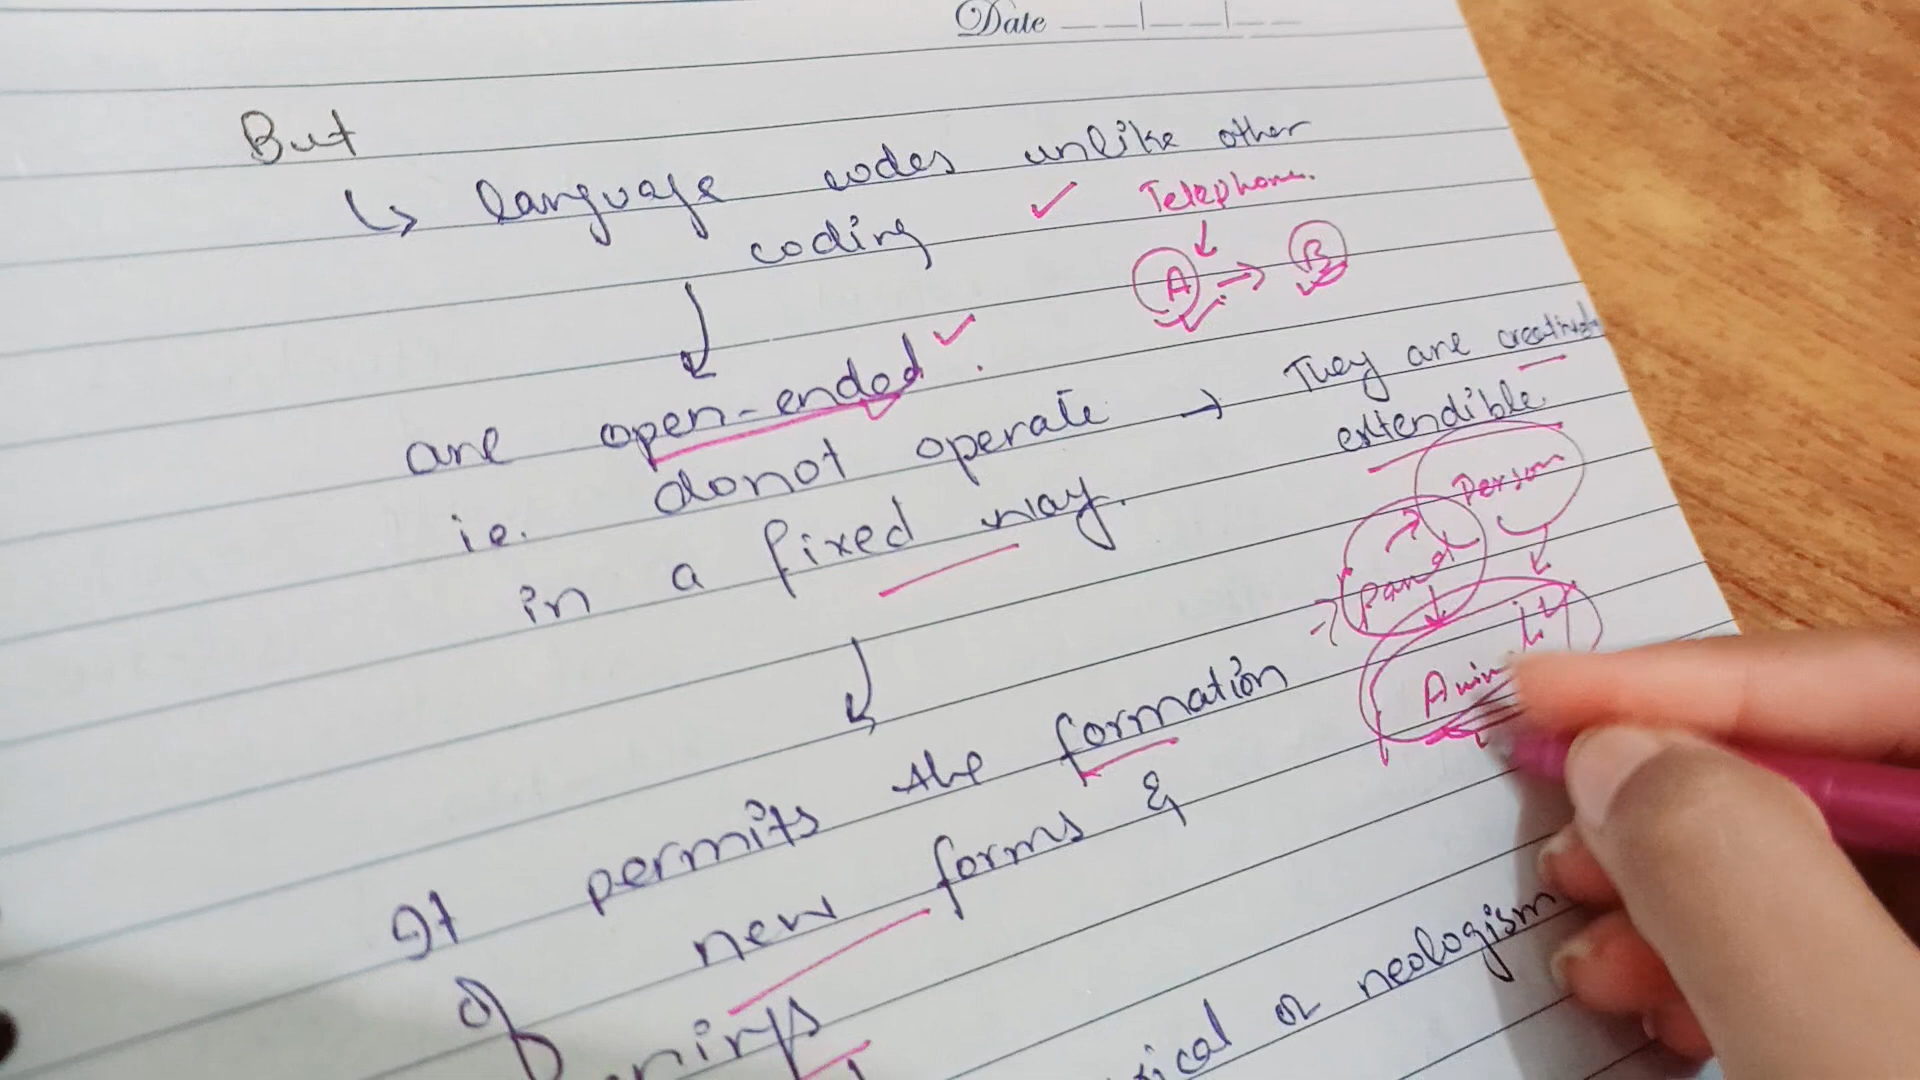 Date
But
↳ language codes unlike other
coding ✓ Telephone.
↓
A → B
↓
are open-ended ✓.
i.e. donot operate → They are
extendible.
in a fixed way.
Person
↓
It permits the formation
of new forms &
or neologism